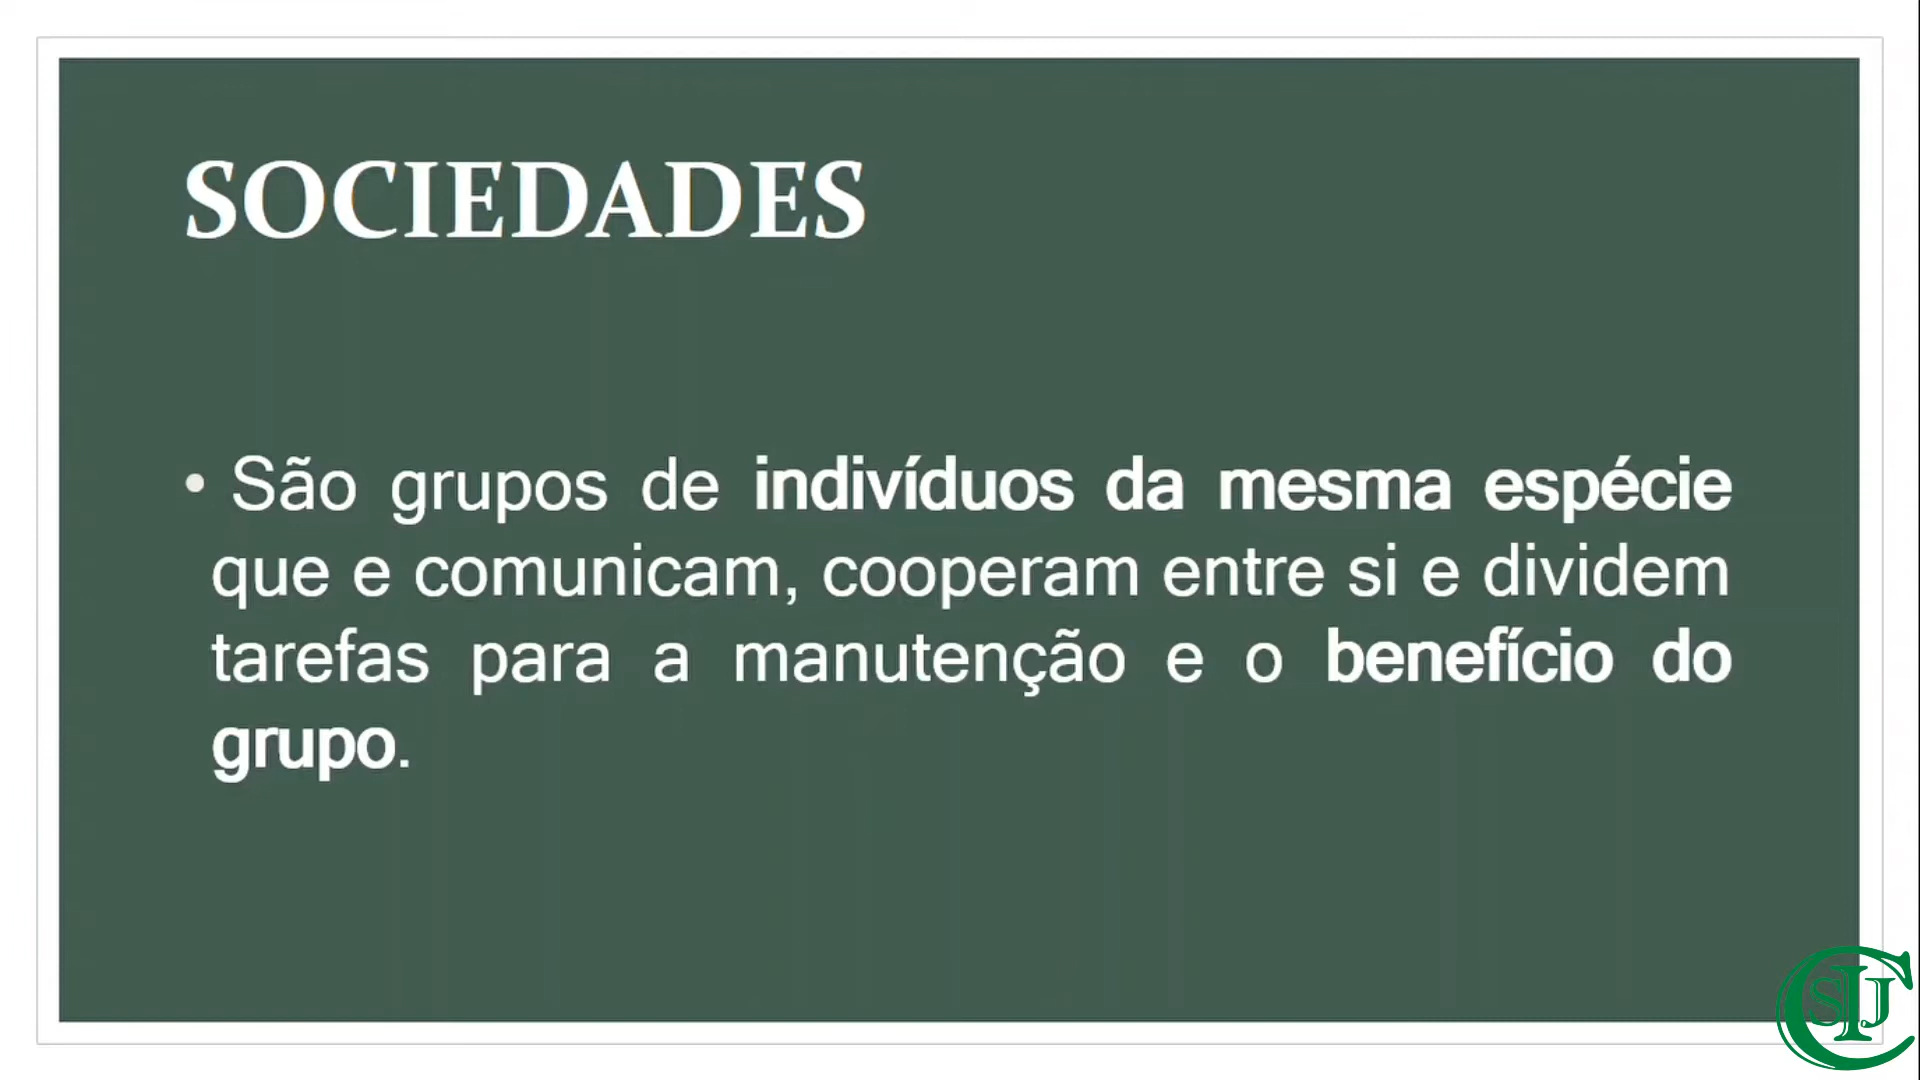 SOCIEDADES
• São grupos de indivíduos da mesma espécie
que e comunicam, cooperam entre si e dividem
tarefas para a manutenção e o benefício do
grupo.
CSIJ